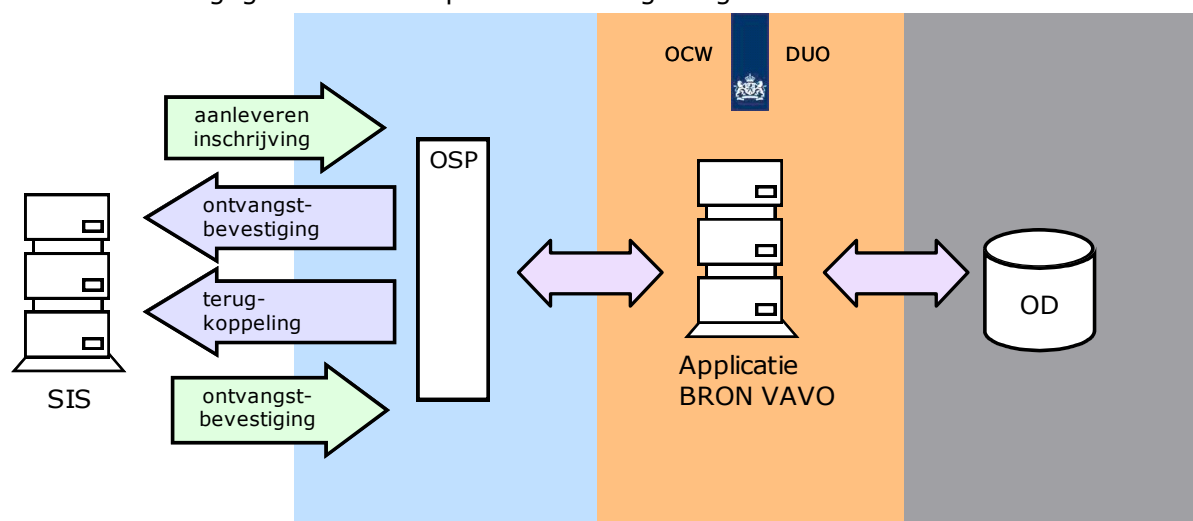 OCW DUO
aanleveren
inschrijving
OSP
ontvangst-
bevestiging
terug-
koppeling
OD
Applicatie
BRON VAVO
SIS
ontvangst-
bevestiging